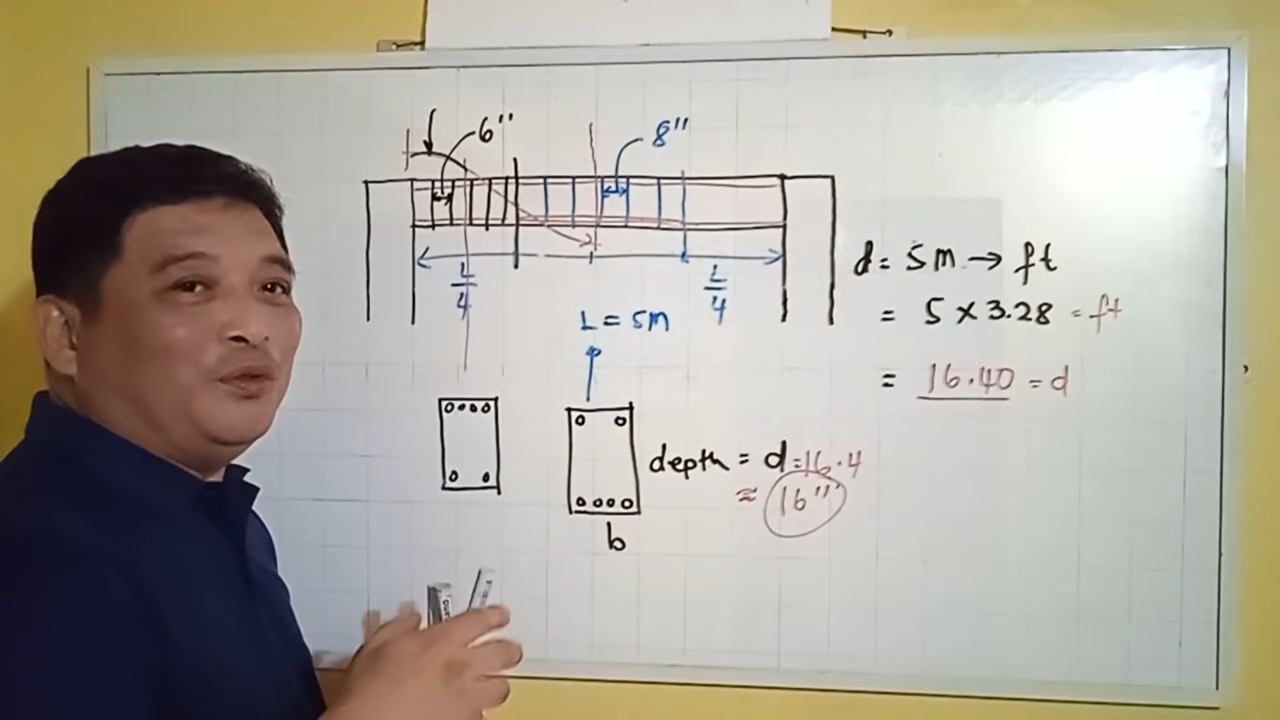 6"
8"
L/4
L/4
L = 5M
d = 5M → ft
= 5 x 3.28 = ft
= 16.40 = d
depth = d = 16.4
≈ 16"
b